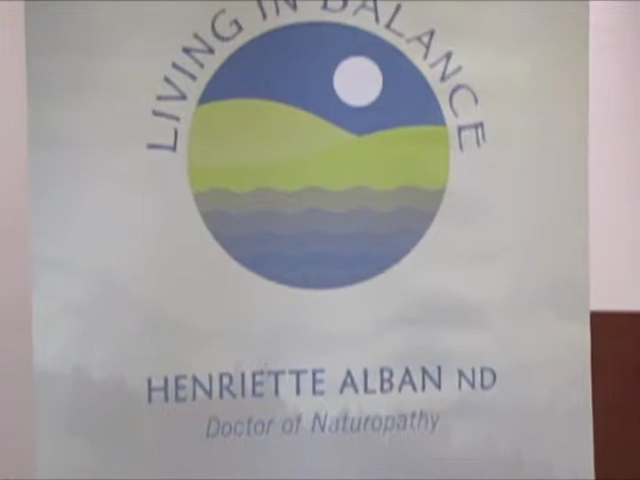 LIVING IN BALANCE
HENRIETTE ALBAN ND
Doctor of Naturopathy